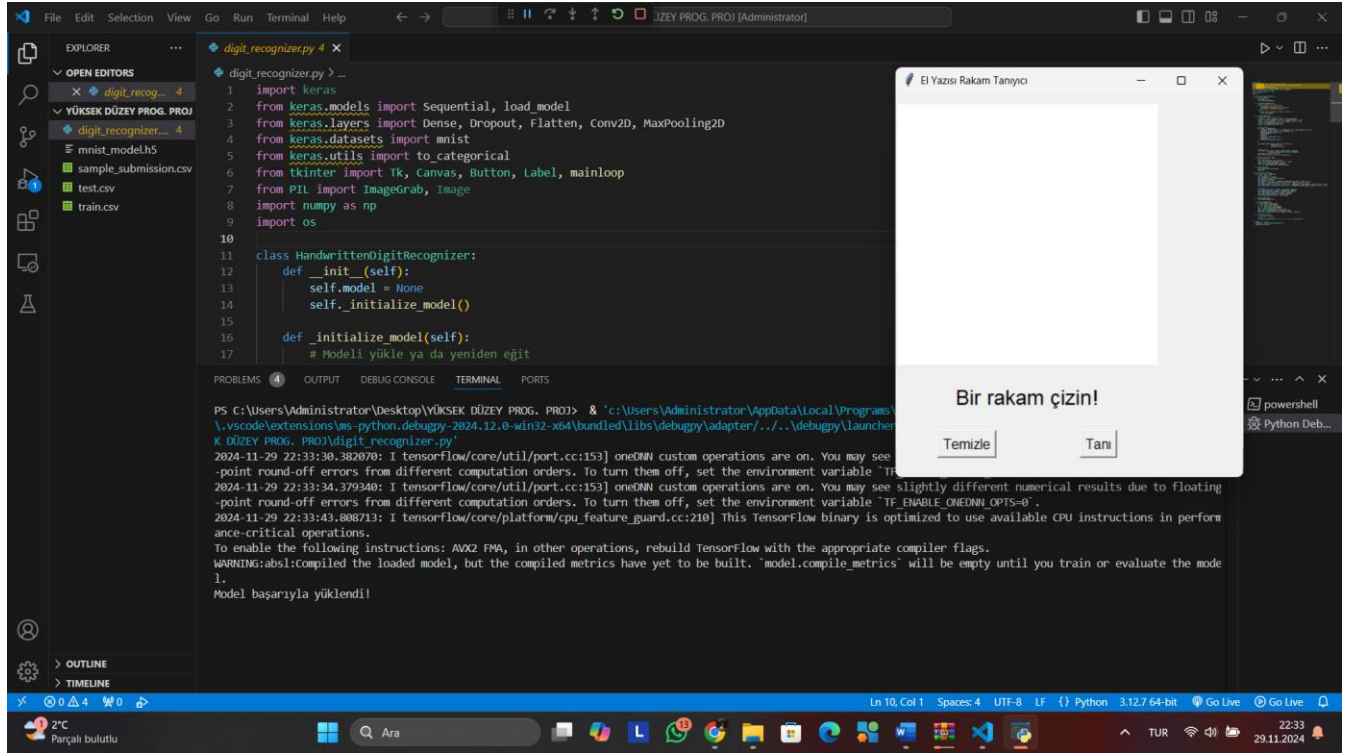 File Edit Selection View Go Run Terminal Help
ZEY PROG. PROJ [Administrator]
EXPLORER
OPEN EDITORS
digit_recog... 4
YÜKSEK DÜZEY PROG. PROJ
digit_recognizer.... 4
mnist_model.h5
sample_submission.csv
test.csv
train.csv
OUTLINE
TIMELINE
digit_recognizer.py 4
digit_recognizer.py > ...
1 import keras
2 from keras.models import Sequential, load_model
3 from keras.layers import Dense, Dropout, Flatten, Conv2D, MaxPooling2D
4 from keras.datasets import mnist
5 from keras.utils import to_categorical
6 from tkinter import Tk, Canvas, Button, Label, mainloop
7 from PIL import ImageGrab, Image
8 import numpy as np
9 import os
10
11 class HandwrittenDigitRecognizer:
12 def __init__(self):
13 self.model = None
14 self._initialize_model()
15
16 def _initialize_model(self):
17 # Modeli yükle ya da yeniden eğit
El Yazısı Rakam Tanıyıcı
Bir rakam çizin!
Temizle Tanı
PROBLEMS 4 OUTPUT DEBUG CONSOLE TERMINAL PORTS
powershell
Python Deb...
PS C:\Users\Administrator\Desktop\YÜKSEK DÜZEY PROG. PROJ> & 'c:\Users\Administrator\AppData\Local\Programs\
\.vscode\extensions\ms-python.debugpy-2024.12.0-win32-x64\bundled\libs\debugpy\adapter/../..\debugpy\launcher
K DÜZEY PROG. PROJ\digit_recognizer.py'
2024-11-29 22:33:30.382070: I tensorflow/core/util/port.cc:153] oneDNN custom operations are on. You may see
-point round-off errors from different computation orders. To turn them off, set the environment variable `TF_ENABLE_ONEDNN_OPTS=0`.
2024-11-29 22:33:34.379340: I tensorflow/core/util/port.cc:153] oneDNN custom operations are on. You may see slightly different numerical results due to floating
-point round-off errors from different computation orders. To turn them off, set the environment variable `TF_ENABLE_ONEDNN_OPTS=0`.
2024-11-29 22:33:43.808713: I tensorflow/core/platform/cpu_feature_guard.cc:210] This TensorFlow binary is optimized to use available CPU instructions in perform
ance-critical operations.
To enable the following instructions: AVX2 FMA, in other operations, rebuild TensorFlow with the appropriate compiler flags.
WARNING:absl:Compiled the loaded model, but the compiled metrics have yet to be built. `model.compile_metrics` will be empty until you train or evaluate the mode
l.
Model başarıyla yüklendi!
0 4 0 Ln 10, Col 1 Spaces: 4 UTF-8 LF {} Python 3.12.7 64-bit Go Live Go Live
2°C
Parçalı bulutlu
Ara
TUR
22:33
29.11.2024